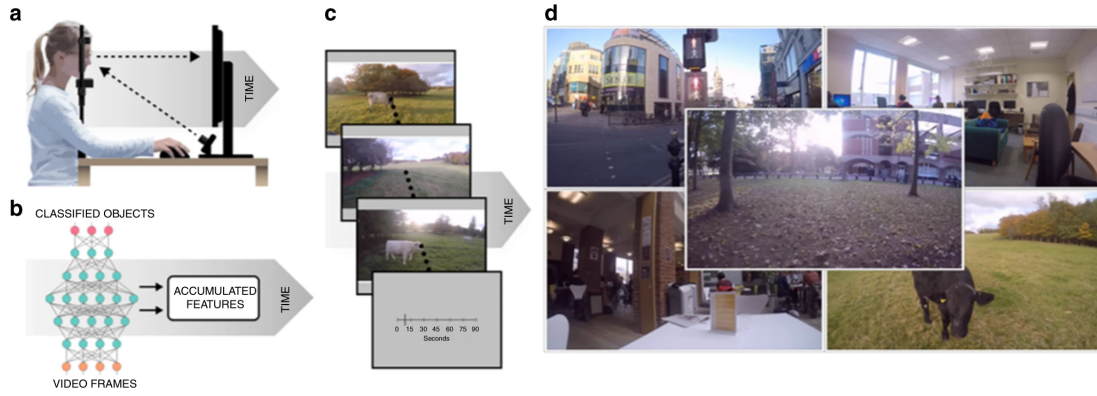 a
TIME
b
CLASSIFIED OBJECTS
ACCUMULATED
FEATURES
TIME
VIDEO FRAMES
c
TIME
0 15 30 45 60 75 90
Seconds
d